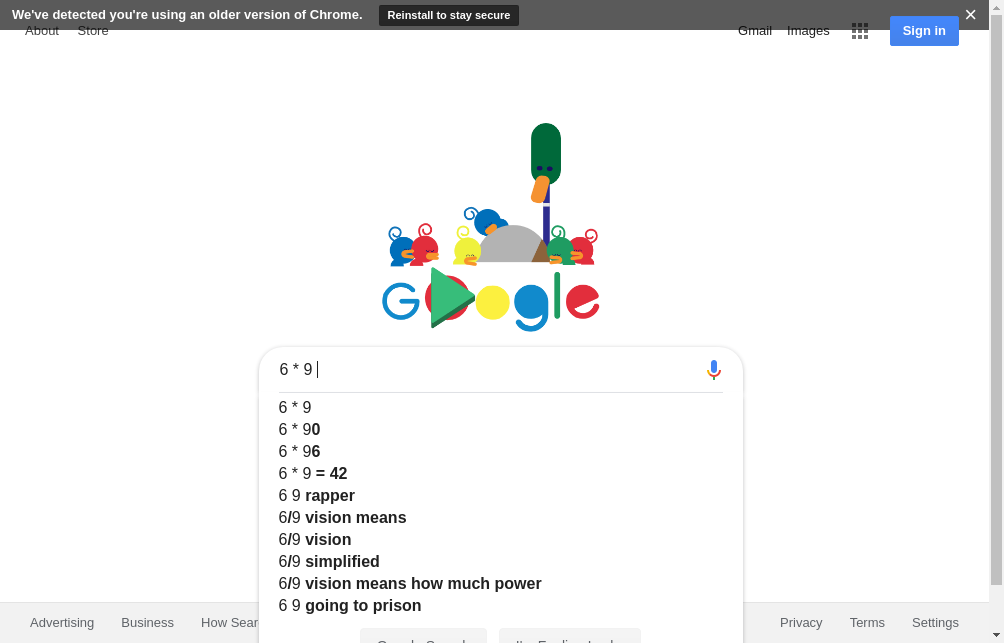 We've detected you're using an older version of Chrome. Reinstall to stay secure ×
About Store Gmail Images Sign in
Google
6 * 9
6 * 9
6 * 90
6 * 96
6 * 9 = 42
6 9 rapper
6/9 vision means
6/9 vision
6/9 simplified
6/9 vision means how much power
6 9 going to prison
Advertising Business How Sear Privacy Terms Settings